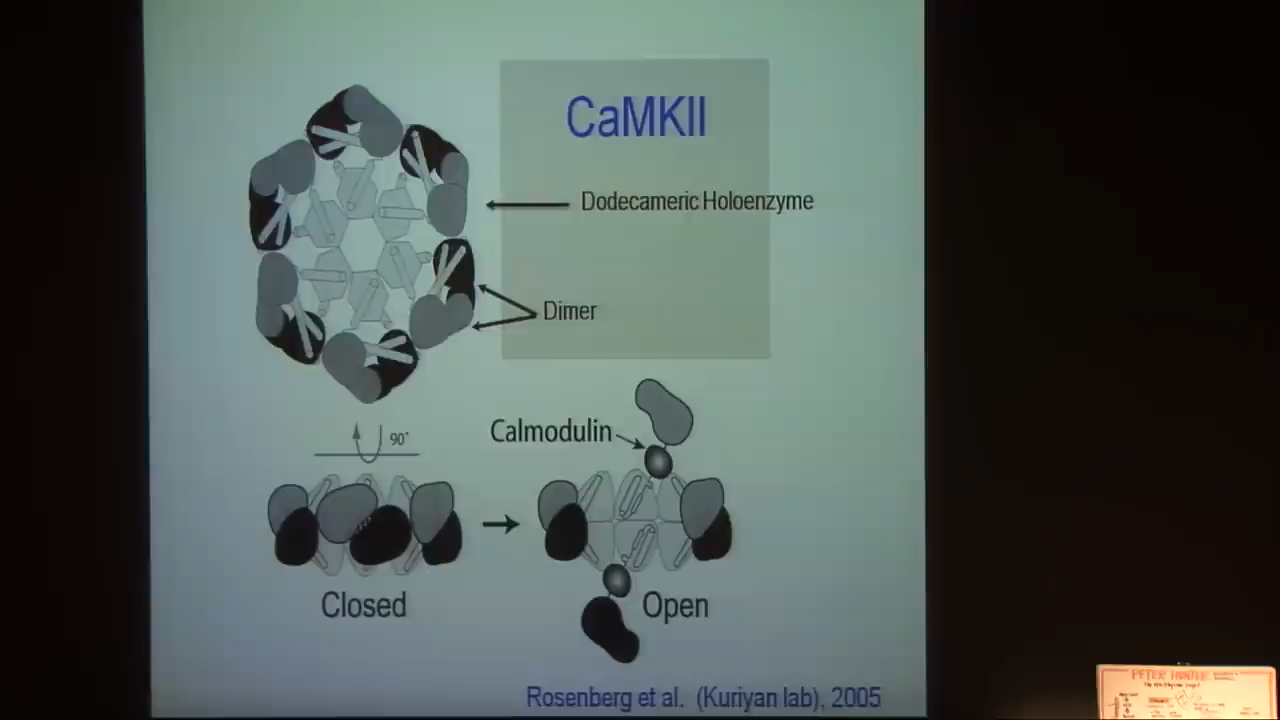 CaMKII
Dodecameric Holoenzyme
Dimer
90°
Calmodulin
Closed
Open
Rosenberg et al. (Kuriyan lab), 2005
PETER HUNTER